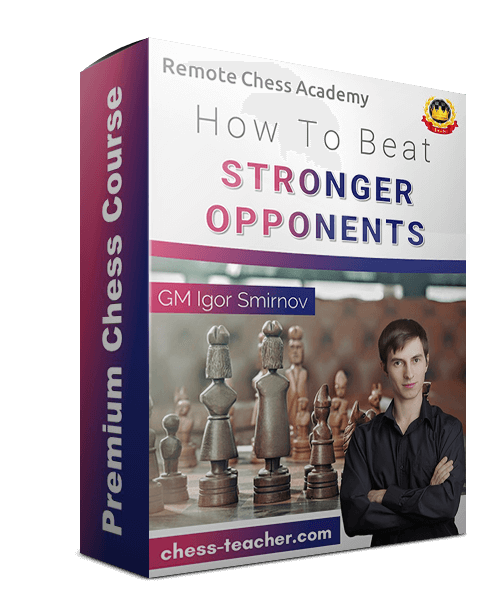 Premium Chess Course
Remote Chess Academy
How To Beat
STRONGER
OPPONENTS
GM Igor Smirnov
chess-teacher.com